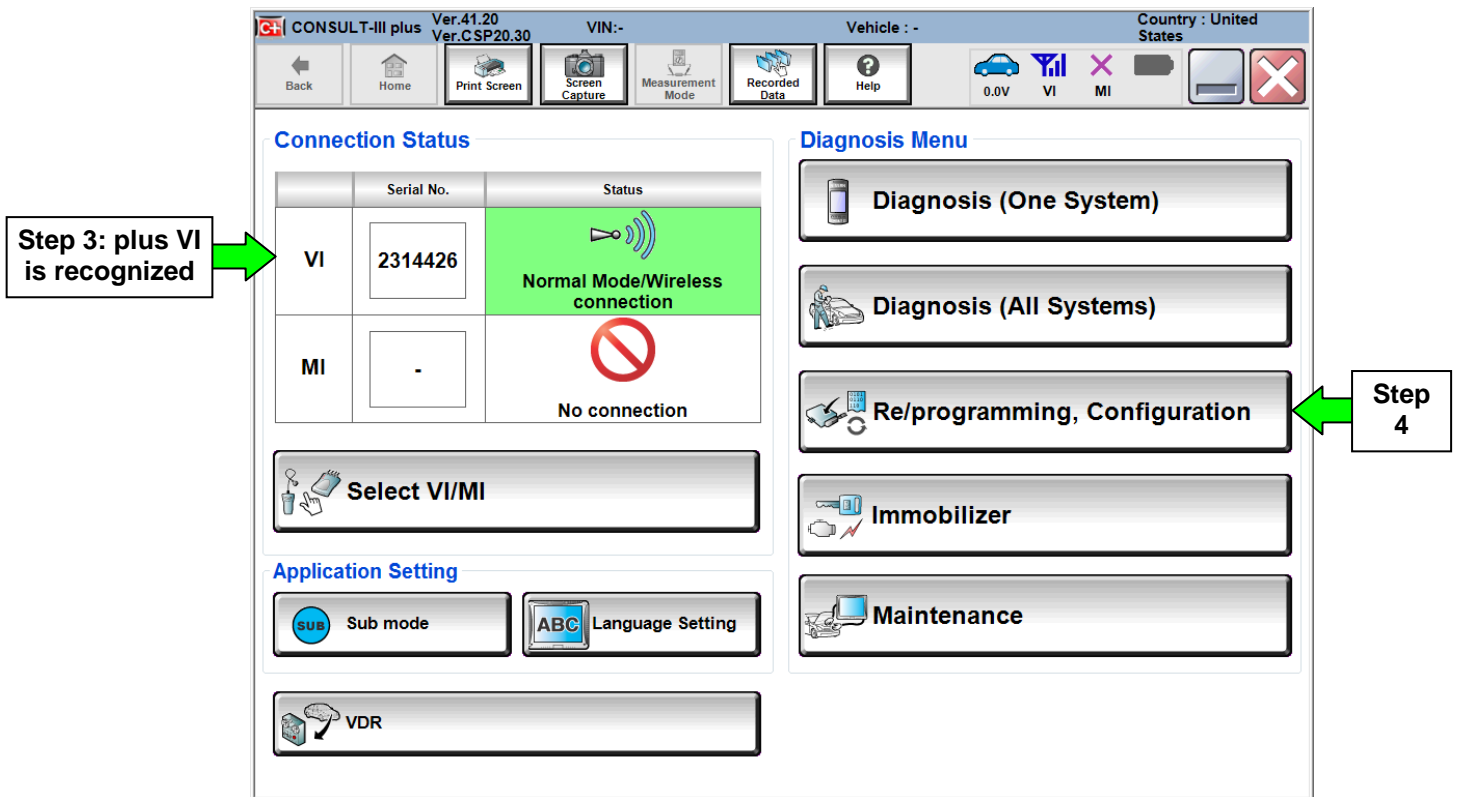 C+ CONSULT-III plus
Ver.41.20
Ver.CSP20.30
VIN:-
Vehicle : -
Country : United
States
Back
Home
Print Screen
Screen
Capture
Measurement
Mode
Recorded
Data
Help
0.0V
VI
MI
Connection Status
Serial No.
Status
VI
2314426
Normal Mode/Wireless
connection
MI
-
No connection
Select VI/MI
Application Setting
SUB
Sub mode
ABC
Language Setting
VDR
Diagnosis Menu
Diagnosis (One System)
Diagnosis (All Systems)
Re/programming, Configuration
Immobilizer
Maintenance
Step 3: plus VI
is recognized
Step
4